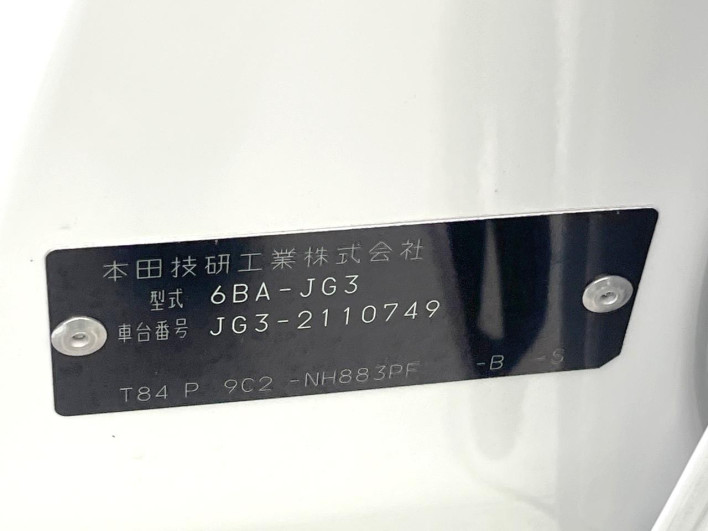 本田技研工業株式会社
型式 6BA-JG3
車台番号 JG3-2110749
T84 P 9C2 -NH883PF -B -S